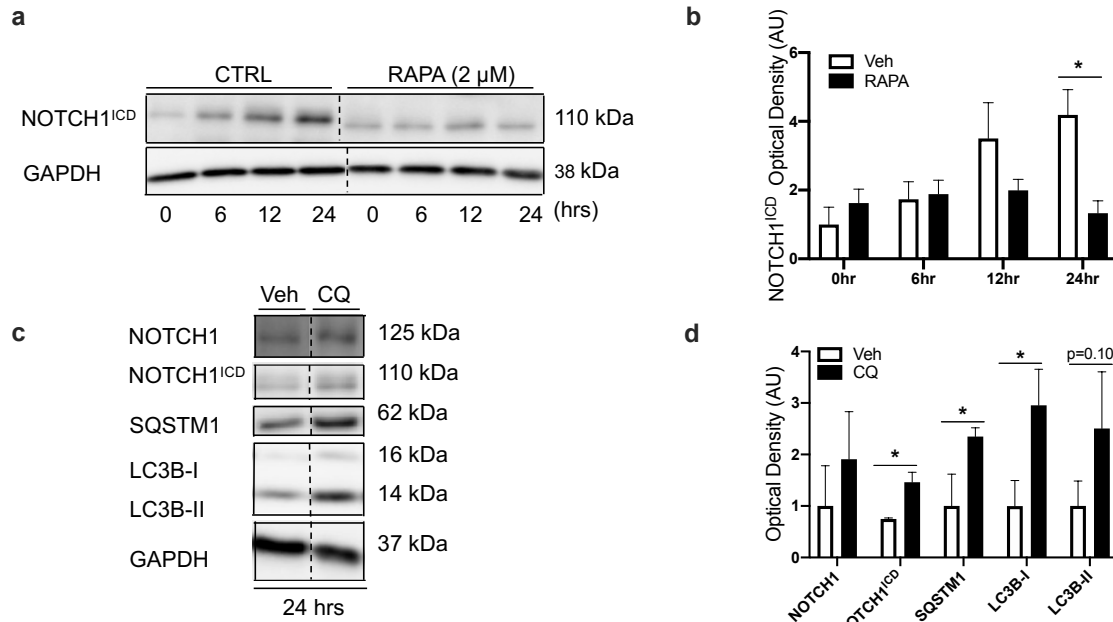 a
CTRL RAPA (2 µM)
NOTCH1ICD 110 kDa
GAPDH 38 kDa
0 6 12 24 0 6 12 24 (hrs)
b
NOTCH1ICD Optical Density (AU)
6
4
2
0
Veh
RAPA
*
0hr 6hr 12hr 24hr
c
Veh CQ
NOTCH1 125 kDa
NOTCH1ICD 110 kDa
SQSTM1 62 kDa
LC3B-I 16 kDa
LC3B-II 14 kDa
GAPDH 37 kDa
24 hrs
d
Optical Density (AU)
4
3
2
1
0
Veh
CQ
* * * p=0.10
NOTCH1 OTCH1ICD SQSTM1 LC3B-I LC3B-II